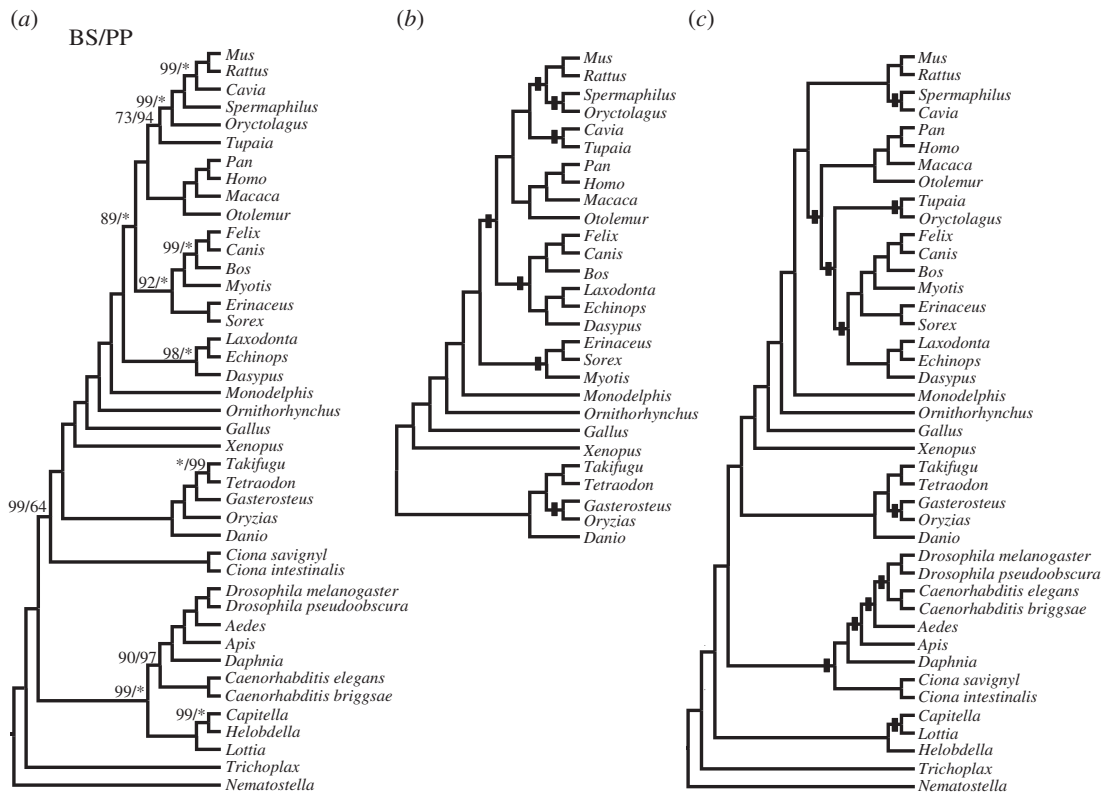 (a)
BS/PP
99/*
99/*
73/94
89/*
99/*
92/*
98/*
*/99
99/64
90/97
99/*
99/*
Mus
Rattus
Cavia
Spermaphilus
Oryctolagus
Tupaia
Pan
Homo
Macaca
Otolemur
Felix
Canis
Bos
Myotis
Erinaceus
Sorex
Laxodonta
Echinops
Dasypus
Monodelphis
Ornithorhynchus
Gallus
Xenopus
Takifugu
Tetraodon
Gasterosteus
Oryzias
Danio
Ciona savignyl
Ciona intestinalis
Drosophila melanogaster
Drosophila pseudoobscura
Aedes
Apis
Daphnia
Caenorhabditis elegans
Caenorhabditis briggsae
Capitella
Helobdella
Lottia
Trichoplax
Nematostella
(b)
Mus
Rattus
Spermaphilus
Oryctolagus
Cavia
Tupaia
Pan
Homo
Macaca
Otolemur
Felix
Canis
Bos
Laxodonta
Echinops
Dasypus
Erinaceus
Sorex
Myotis
Monodelphis
Ornithorhynchus
Gallus
Xenopus
Takifugu
Tetraodon
Gasterosteus
Oryzias
Danio
(c)
Mus
Rattus
Spermaphilus
Cavia
Pan
Homo
Macaca
Otolemur
Tupaia
Oryctolagus
Felix
Canis
Bos
Myotis
Erinaceus
Sorex
Laxodonta
Echinops
Dasypus
Monodelphis
Ornithorhynchus
Gallus
Xenopus
Takifugu
Tetraodon
Gasterosteus
Oryzias
Danio
Drosophila melanogaster
Drosophila pseudoobscura
Caenorhabditis elegans
Caenorhabditis briggsae
Aedes
Apis
Daphnia
Ciona savignyl
Ciona intestinalis
Capitella
Lottia
Helobdella
Trichoplax
Nematostella